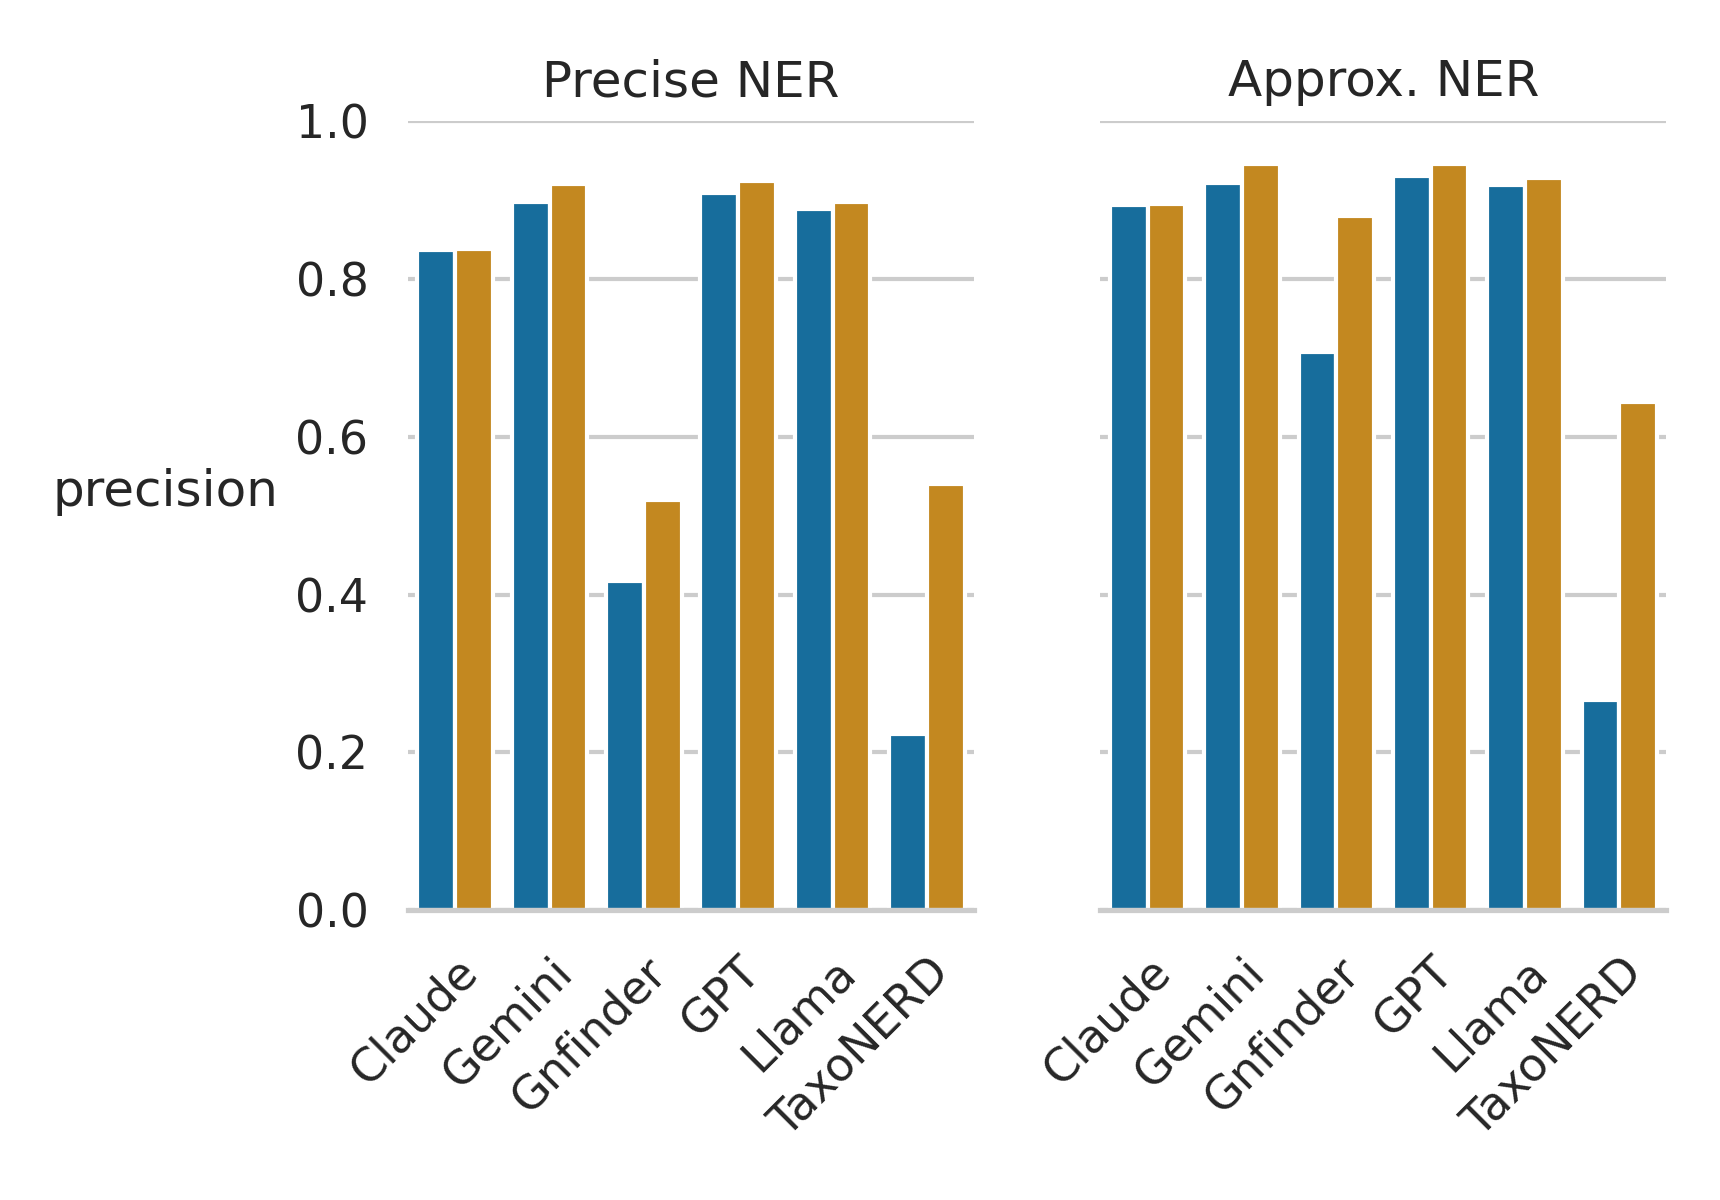 Precise NER
Approx. NER
1.0
0.8
0.6
precision
0.4
0.2
0.0
Claude
Gemini
Gnfinder
GPT
Llama
TaxoNERD
Claude
Gemini
Gnfinder
GPT
Llama
TaxoNERD